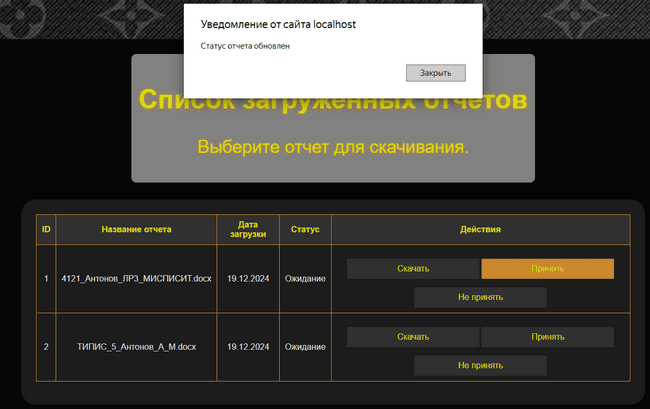 Уведомление от сайта localhost
Статус отчета обновлен
Закрыть
Список загруженных отчетов
Выберите отчет для скачивания.
ID Название отчета Дата загрузки Статус Действия
1 4121_Антонов_ЛР3_МИСПИСИТ.docx 19.12.2024 Ожидание Скачать Принять
Не принять
2 ТИПИС_5_Антонов_А_М.docx 19.12.2024 Ожидание Скачать Принять
Не принять